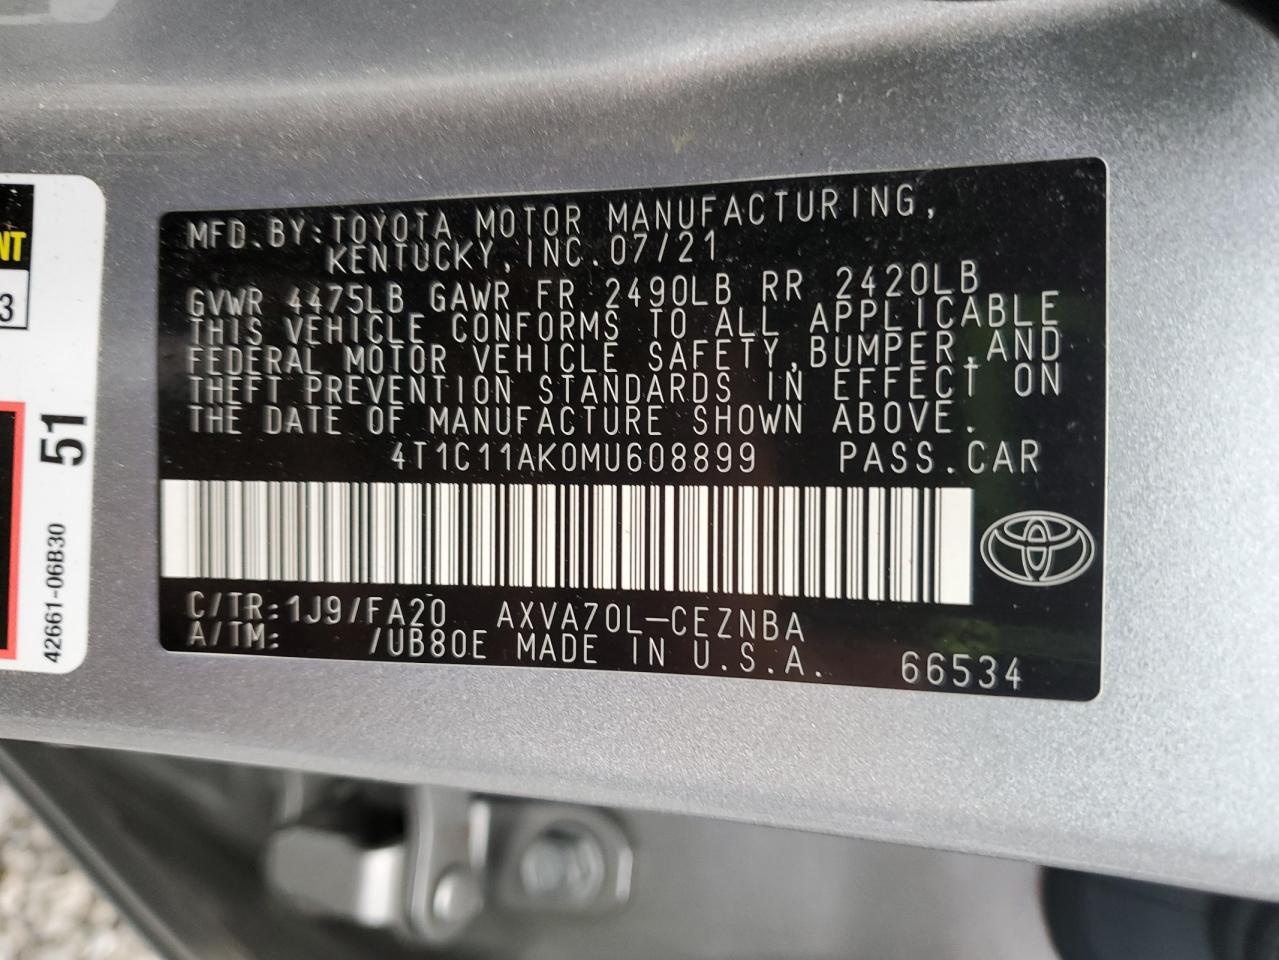 MFD.BY:TOYOTA MOTOR MANUFACTURING,
KENTUCKY,INC.07/21
GVWR 4475LB GAWR FR 2490LB RR 2420LB
THIS VEHICLE CONFORMS TO ALL APPLICABLE
FEDERAL MOTOR VEHICLE SAFETY,BUMPER,AND
THEFT PREVENTION STANDARDS IN EFFECT ON
THE DATE OF MANUFACTURE SHOWN ABOVE.
4T1C11AK0MU608899 PASS.CAR
C/TR:1J9/FA20 AXVA70L-CEZNBA
A/TM: /UB80E MADE IN U.S.A. 66534
NT
3
51
42661-06B30